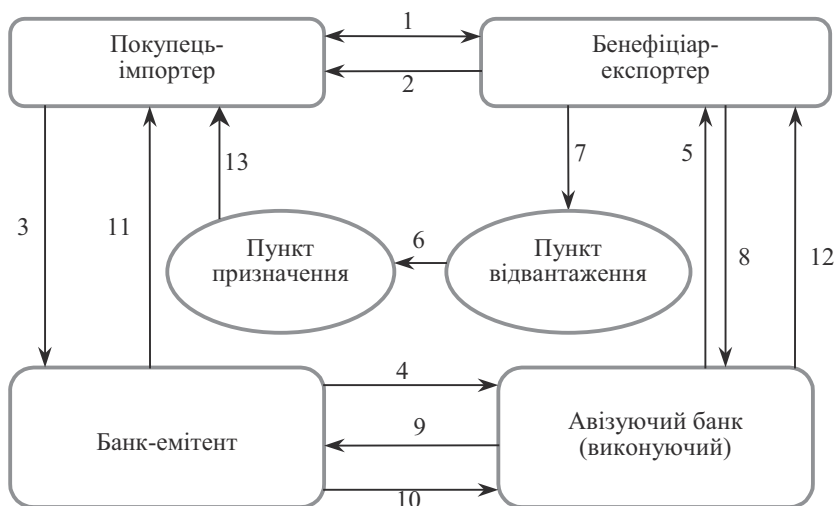 1
Покупець-
імпортер
Бенефіціар-
експортер
2
13
7
5
3
11
6
8
12
Пункт
призначення
Пункт
відвантаження
4
Банк-емітент
9
Авізуючий банк
(виконуючий)
10